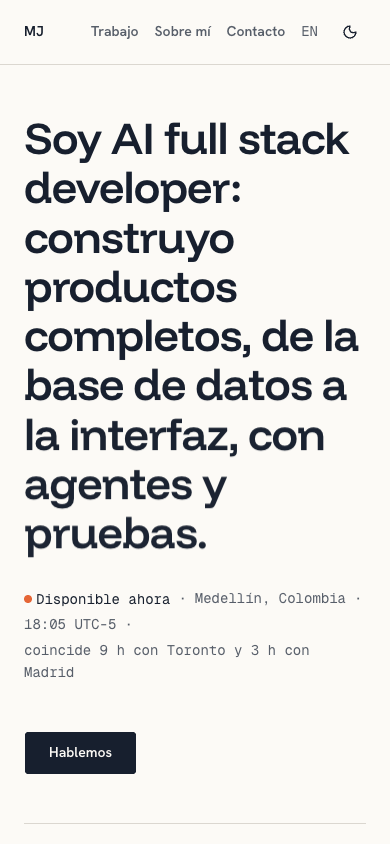 MJ Trabajo Sobre mí Contacto EN
Soy AI full stack
developer:
construyo
productos
completos, de la
base de datos a
la interfaz, con
agentes y
pruebas.
Disponible ahora · Medellín, Colombia ·
18:05 UTC−5 ·
coincide 9 h con Toronto y 3 h con
Madrid
Hablemos